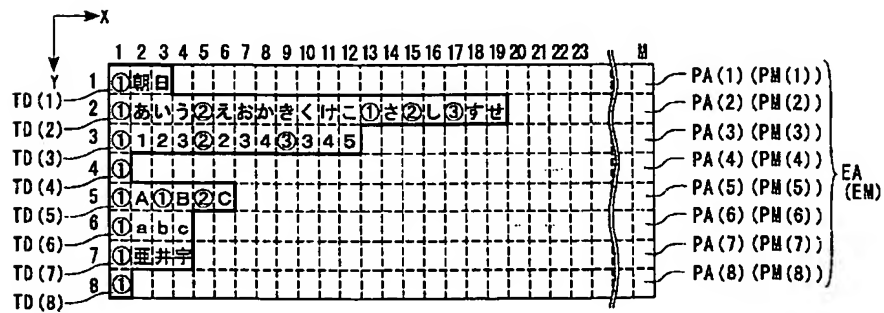 X
1 2 3 4 5 6 7 8 9 10 11 12 13 14 15 16 17 18 19 20 21 22 23 M
Y
1 ①朝日 PA(1)(PM(1))
TD(1)
2 ①あいう②えおかきくけこ①さ②し③すせ PA(2)(PM(2))
TD(2)
3 ①123②234③345 PA(3)(PM(3))
TD(3)
4 ① PA(4)(PM(4))
TD(4)
EA
(EM)
5 ①A①B②C PA(5)(PM(5))
TD(5)
6 ①abc PA(6)(PM(6))
TD(6)
7 ①亜井宇 PA(7)(PM(7))
TD(7)
8 ① PA(8)(PM(8))
TD(8)